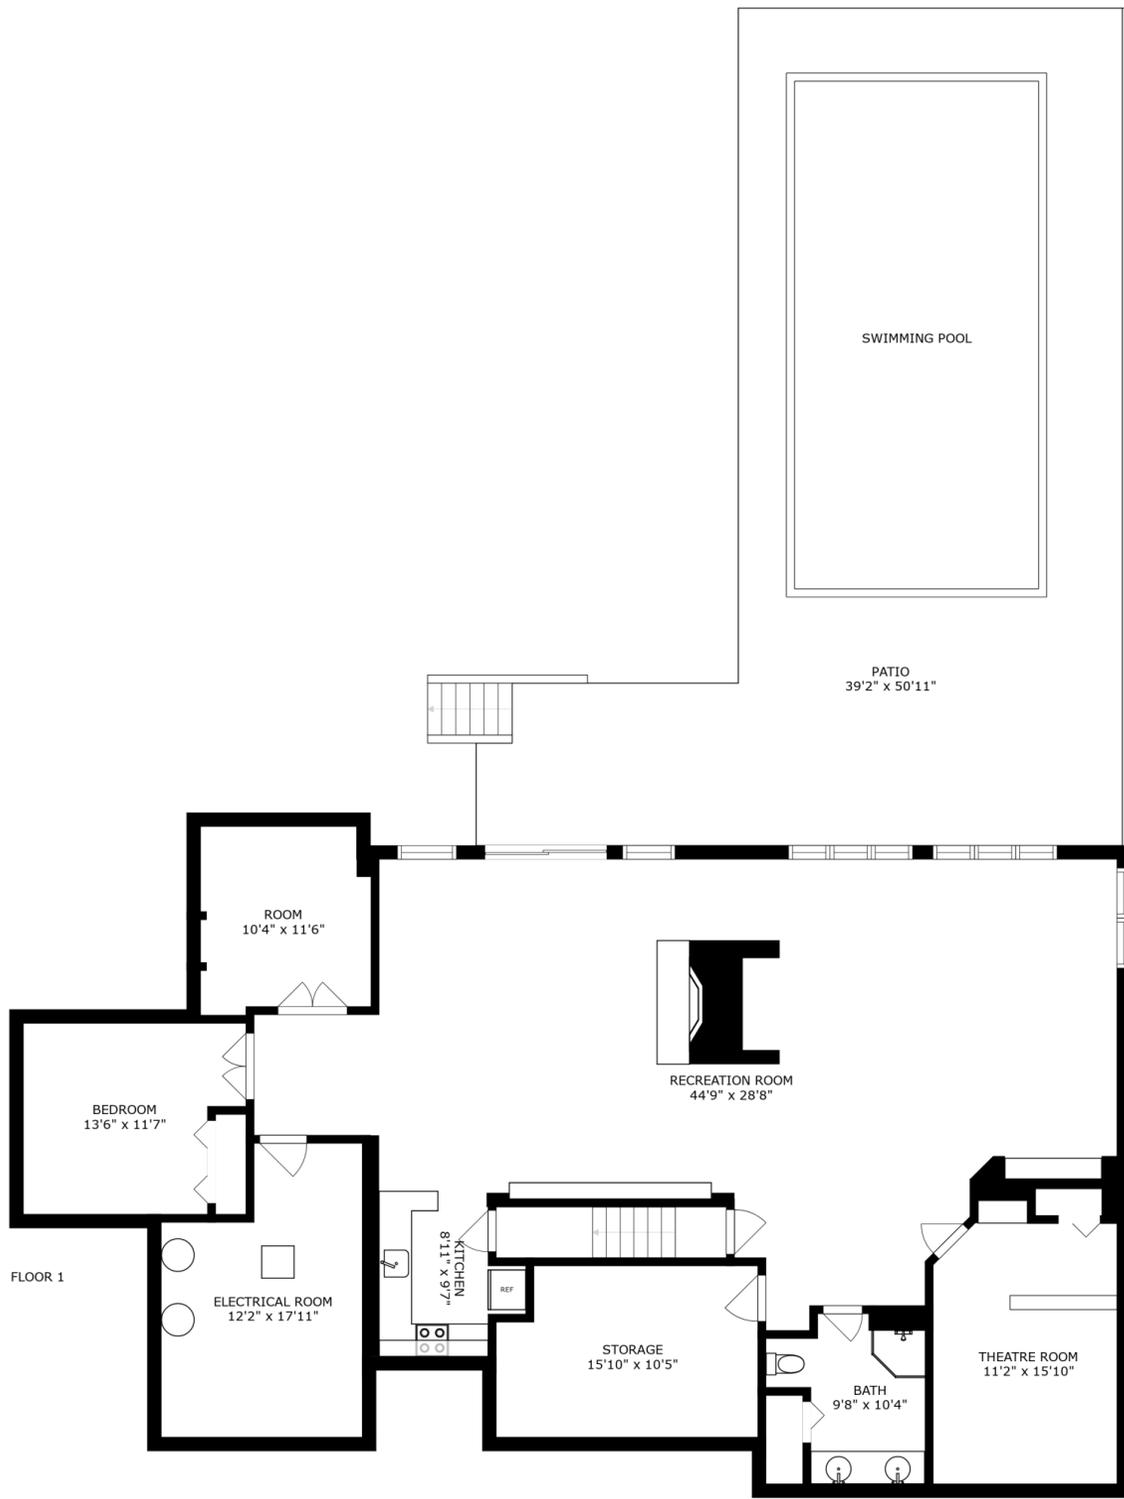 SWIMMING POOL
PATIO
39'2" x 50'11"
ROOM
10'4" x 11'6"
RECREATION ROOM
44'9" x 28'8"
BEDROOM
13'6" x 11'7"
KITCHEN
8'11" x 9'7"
FLOOR 1
REF
ELECTRICAL ROOM
12'2" x 17'11"
STORAGE
15'10" x 10'5"
THEATRE ROOM
11'2" x 15'10"
BATH
9'8" x 10'4"